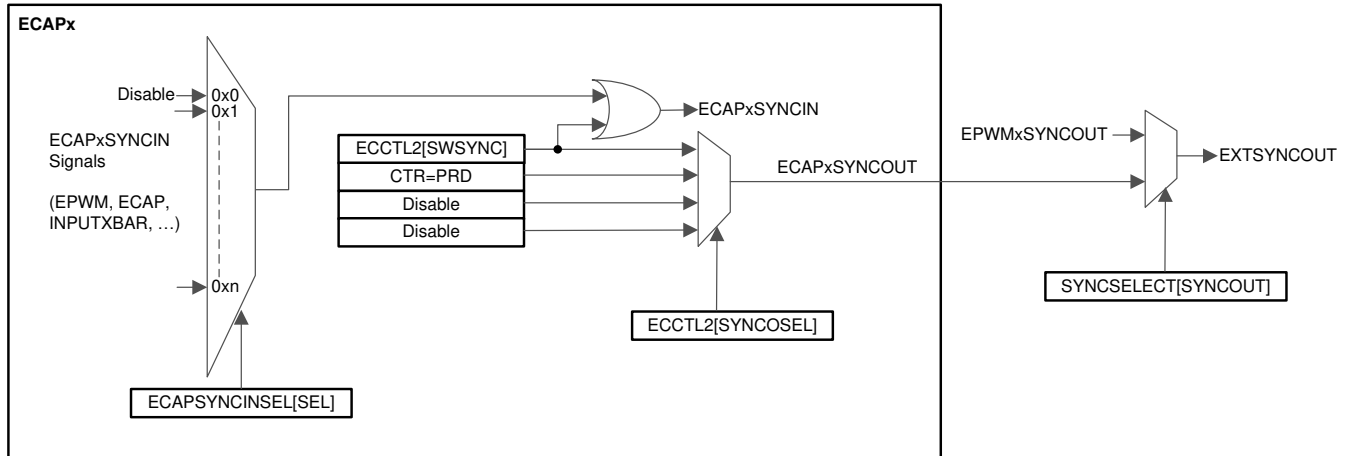 ECAPx
Disable
0x0
0x1
ECAPxSYNCIN
Signals
(EPWM, ECAP,
INPUTXBAR, …)
0xn
ECAPSYNCINSEL[SEL]
ECAPxSYNCIN
ECCTL2[SWSYNC]
CTR=PRD
Disable
Disable
ECAPxSYNCOUT
ECCTL2[SYNCOSEL]
EPWMxSYNCOUT
EXTSYNCOUT
SYNCSELECT[SYNCOUT]